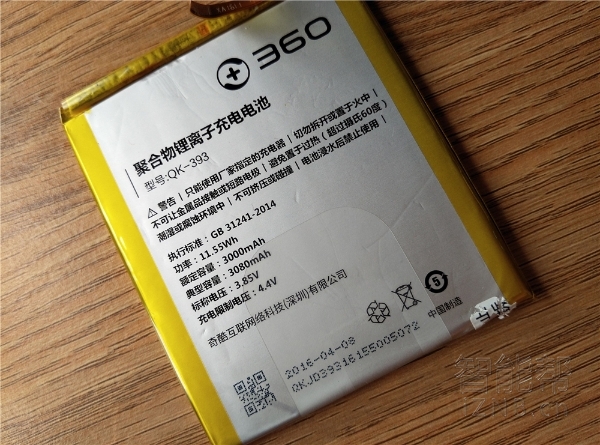 360
聚合物锂离子充电电池
型号:QK-393
警告 | 只能使用厂家指定的充电器 | 切勿拆开或置于火中 |
不可让金属品接触或短路电极 | 避免置于过热（超过摄氏60度）
潮湿或腐蚀环境中 | 不可挤压或碰撞 | 电池浸水后禁止使用 |
执行标准：GB 31241-2014
功率：11.55Wh
额定容量：3000mAh
典型容量：3080mAh
标称电压：3.85V
充电限制电压：4.4V
奇酷互联网络科技(深圳)有限公司
5
中国制造
2016-04-08
QKJD39316155005072